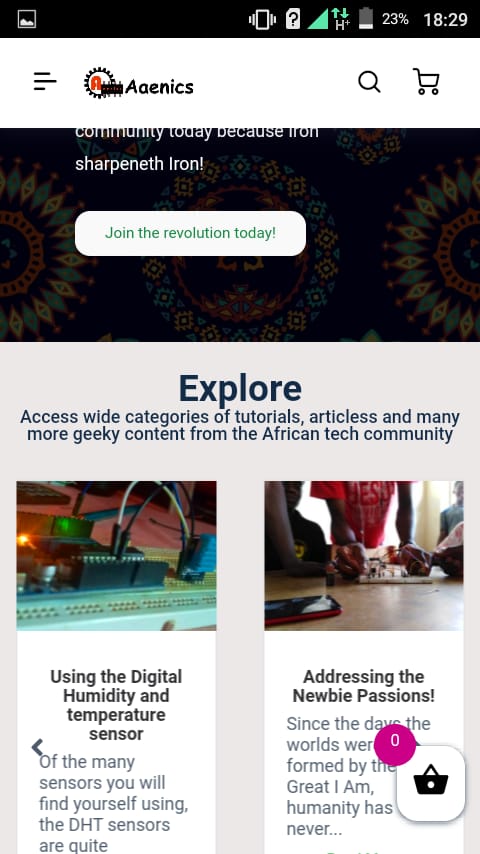 23% 18:29
H+
Aaenics
community today because Iron
sharpeneth Iron!
Join the revolution today!
Explore
Access wide categories of tutorials, articless and many
more geeky content from the African tech community
Using the Digital
Humidity and
temperature
sensor
Of the many
sensors you will
find yourself using,
the DHT sensors
are quite
Addressing the
Newbie Passions!
Since the days the
worlds were
formed by the
Great I Am,
humanity has
never...
0